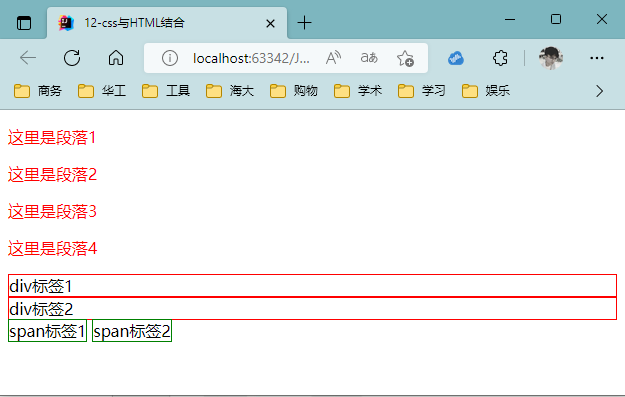 12-css与HTML结合
localhost:63342/J...
商务 华工 工具 海大 购物 学术 学习 娱乐
这里是段落1
这里是段落2
这里是段落3
这里是段落4
div标签1
div标签2
span标签1 span标签2